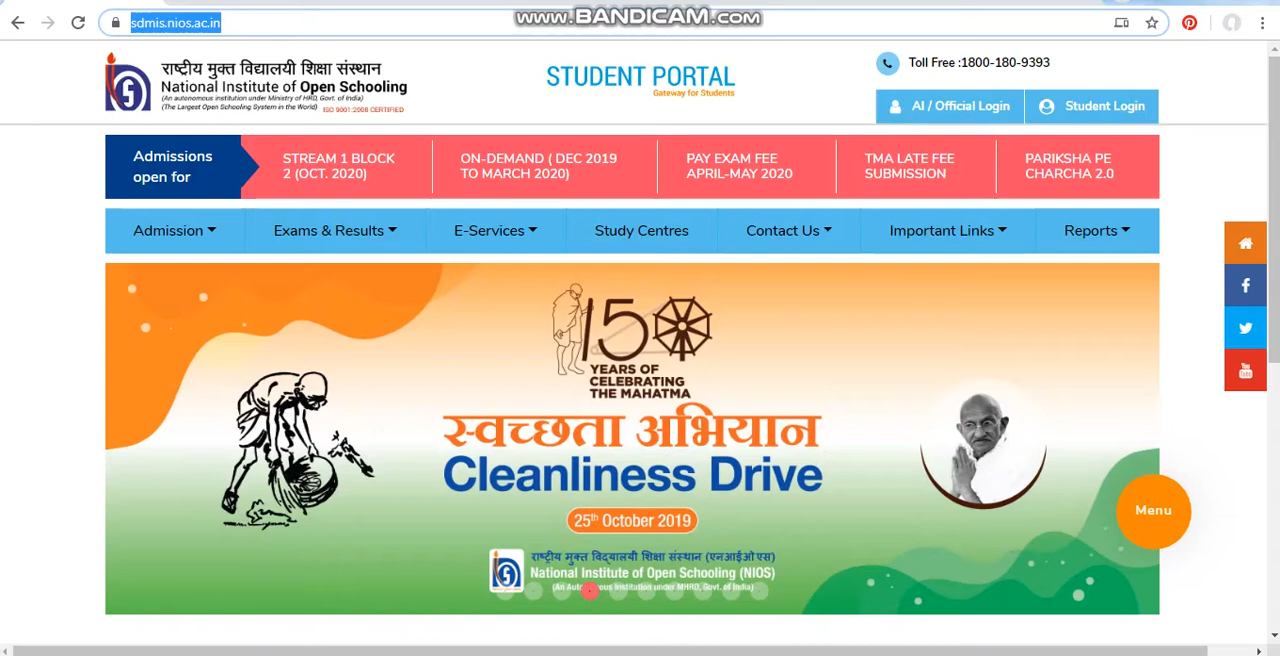 www.BANDICAM.com
sdmis.nios.ac.in
राष्ट्रीय मुक्त विद्यालयी शिक्षा संस्थान
National Institute of Open Schooling
(An autonomous institution under Ministry of HRD, Govt. of India)
(The Largest Open Schooling System in the World) ISO 9001:2008 CERTIFIED
STUDENT PORTAL
Gateway for Students
Toll Free :1800-180-9393
AI / Official Login
Student Login
Admissions
open for
STREAM 1 BLOCK
2 (OCT. 2020)
ON-DEMAND ( DEC 2019
TO MARCH 2020)
PAY EXAM FEE
APRIL-MAY 2020
TMA LATE FEE
SUBMISSION
PARIKSHA PE
CHARCHA 2.0
Admission
Exams & Results
E-Services
Study Centres
Contact Us
Important Links
Reports
150
YEARS OF
CELEBRATING
THE MAHATMA
स्वच्छता अभियान
Cleanliness Drive
25th October 2019
राष्ट्रीय मुक्त विद्यालयी शिक्षा संस्थान (एनआईओएस)
National Institute of Open Schooling (NIOS)
Menu
You